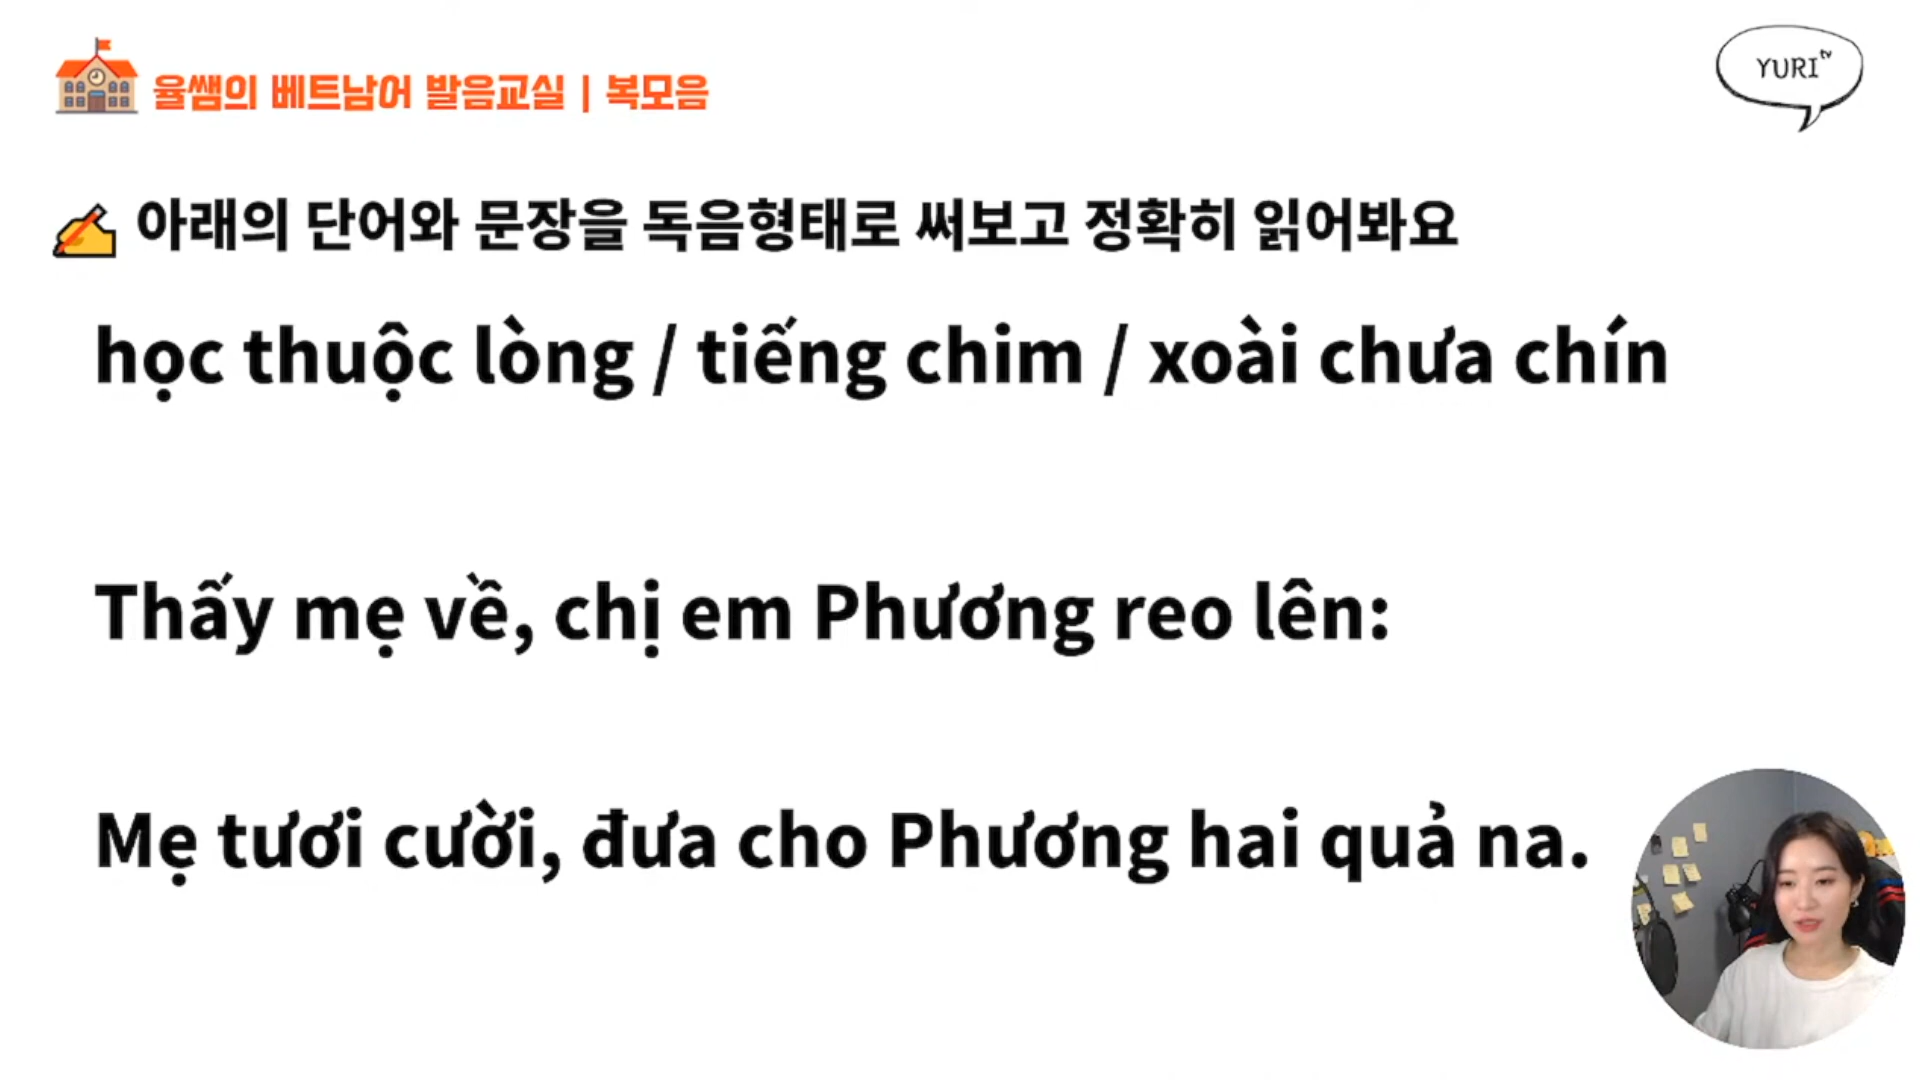 율쌤의 베트남어 발음교실 | 복모음
YURI tv
아래의 단어와 문장을 독음형태로 써보고 정확히 읽어봐요
học thuộc lòng / tiếng chim / xoài chưa chín
Thấy mẹ về, chị em Phương reo lên:
Mẹ tươi cười, đưa cho Phương hai quả na.